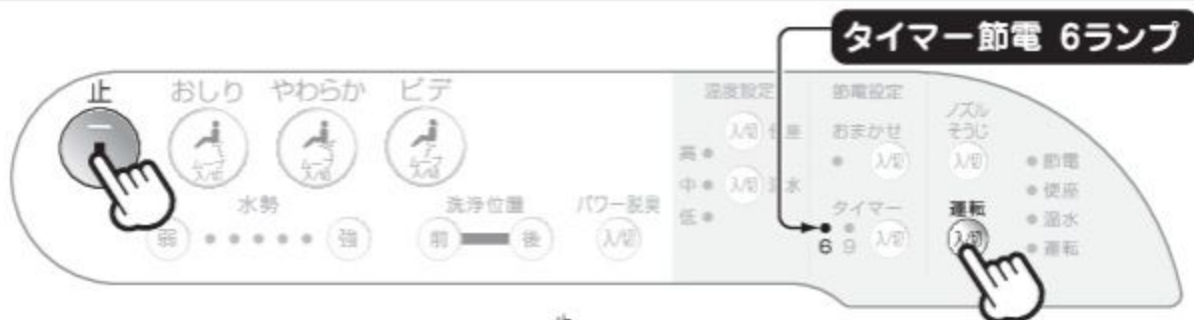 タイマー節電 6ランプ
止 おしり やわらか ビデ
ムーブ 入/切 ムーブ 入/切 ムーブ 入/切
水勢 洗浄位置 パワー脱臭
弱 強 前 後 入/切
温度設定
入/切 便座
高
中 入/切 温水
低
節電設定
おまかせ
入/切
タイマー
6 9 入/切
ノズル
そうじ
入/切
運転
入/切
節電
便座
温水
運転